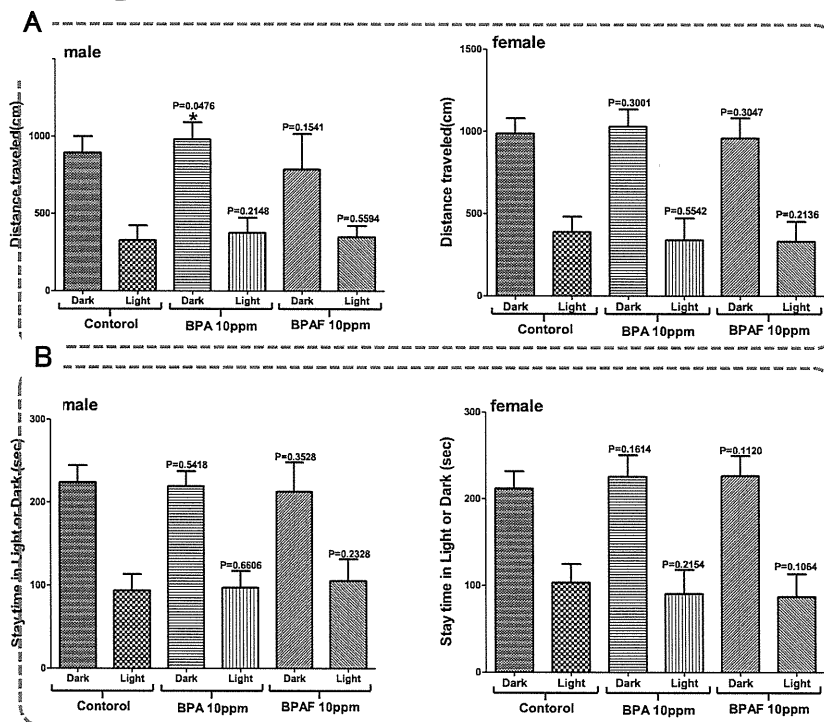 A
male
Distance traveled(cm)
1000
500
0
P=0.0476
*
P=0.2148
P=0.1541
P=0.5594
Dark Light Dark Light Dark Light
Contorol BPA 10ppm BPAF 10ppm
female
Distance traveled(cm)
1500
1000
500
0
P=0.3001
P=0.5542
P=0.3047
P=0.2136
Dark Light Dark Light Dark Light
Contorol BPA 10ppm BPAF 10ppm
B
male
Stay time in Light or Dark (sec)
300
200
100
0
P=0.5418
P=0.6606
P=0.3528
P=0.2328
Dark Light Dark Light Dark Light
Contorol BPA 10ppm BPAF 10ppm
female
Stay time in Light or Dark (sec)
300
200
100
0
P=0.1614
P=0.2154
P=0.1120
P=0.1064
Dark Light Dark Light Dark Light
Contorol BPA 10ppm BPAF 10ppm